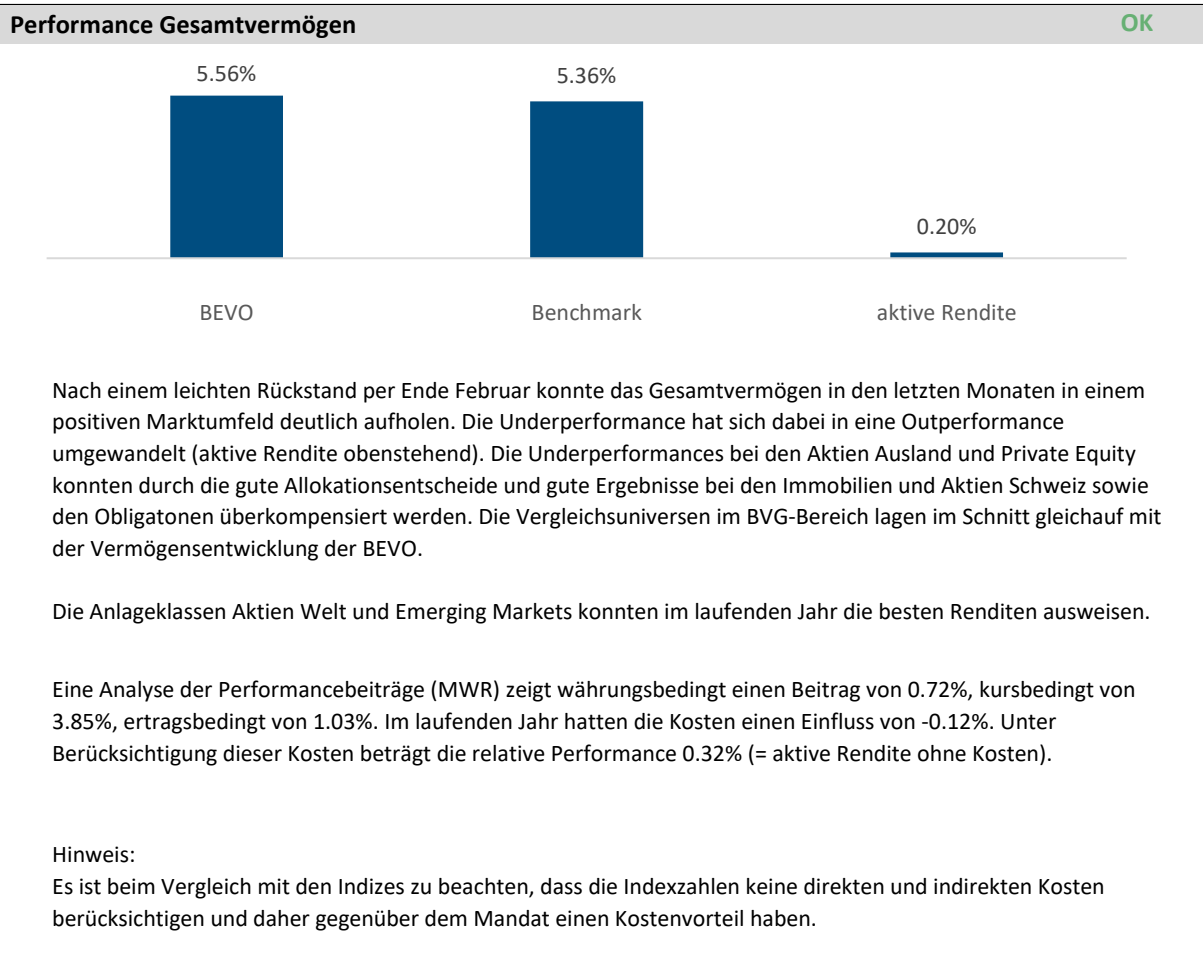 Performance Gesamtvermögen OK
5.56% 5.36% 0.20%
BEVO Benchmark aktive Rendite
Nach einem leichten Rückstand per Ende Februar konnte das Gesamtvermögen in den letzten Monaten in einem
positiven Marktumfeld deutlich aufholen. Die Underperformance hat sich dabei in eine Outperformance
umgewandelt (aktive Rendite obenstehend). Die Underperformances bei den Aktien Ausland und Private Equity
konnten durch die gute Allokationsentscheide und gute Ergebnisse bei den Immobilien und Aktien Schweiz sowie
den Obligatonen überkompensiert werden. Die Vergleichsuniversen im BVG-Bereich lagen im Schnitt gleichauf mit
der Vermögensentwicklung der BEVO.
Die Anlageklassen Aktien Welt und Emerging Markets konnten im laufenden Jahr die besten Renditen ausweisen.
Eine Analyse der Performancebeiträge (MWR) zeigt währungsbedingt einen Beitrag von 0.72%, kursbedingt von
3.85%, ertragsbedingt von 1.03%. Im laufenden Jahr hatten die Kosten einen Einfluss von -0.12%. Unter
Berücksichtigung dieser Kosten beträgt die relative Performance 0.32% (= aktive Rendite ohne Kosten).
Hinweis:
Es ist beim Vergleich mit den Indizes zu beachten, dass die Indexzahlen keine direkten und indirekten Kosten
berücksichtigen und daher gegenüber dem Mandat einen Kostenvorteil haben.